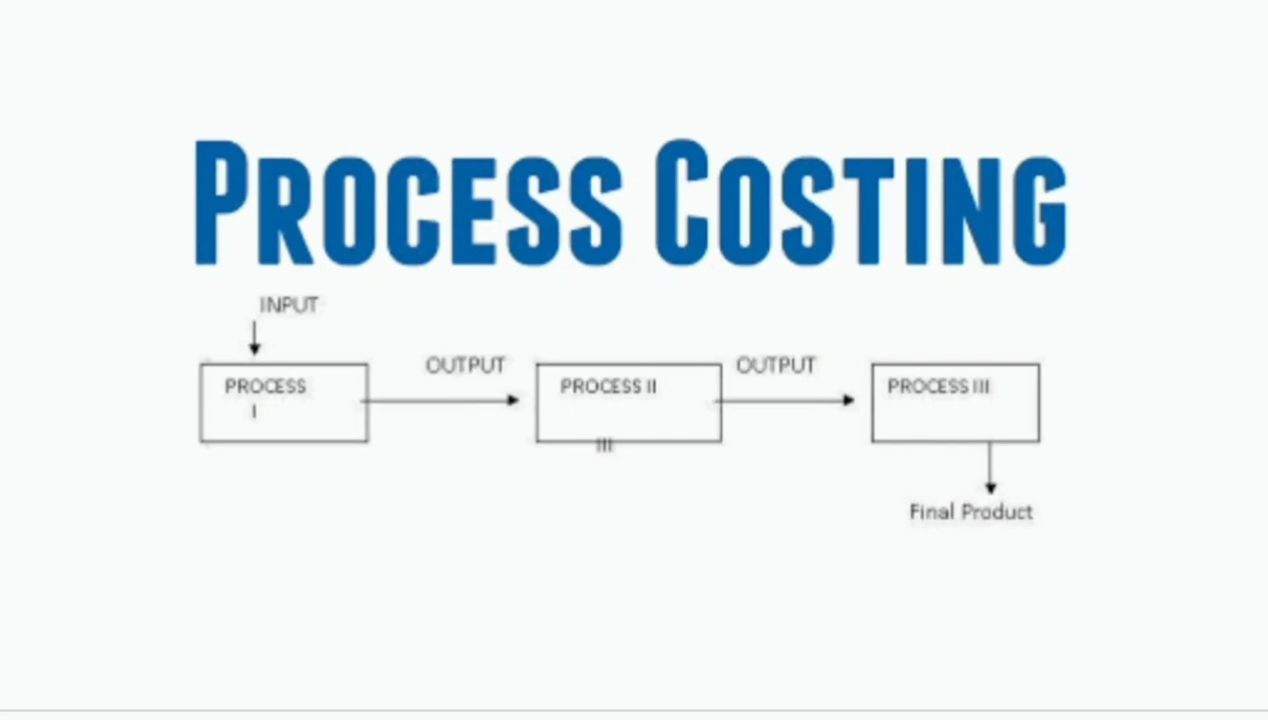 PROCESS COSTING
INPUT
PROCESS
I
OUTPUT
PROCESS II
III
OUTPUT
PROCESS III
Final Product